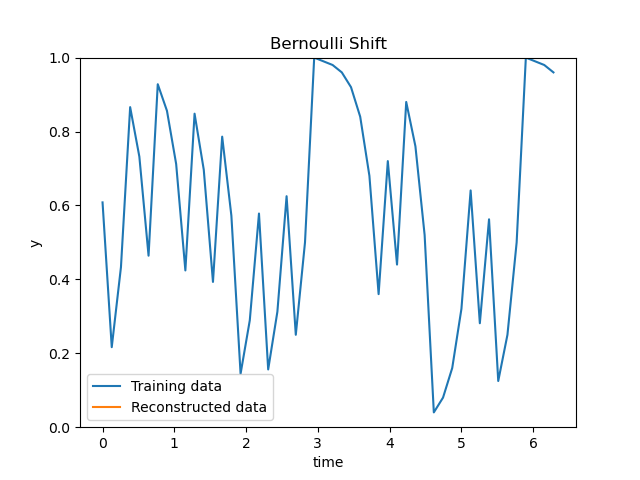 Bernoulli Shift
1.0
0.8
0.6
0.4
0.2
0.0
y
Training data
Reconstructed data
0 1 2 3 4 5 6
time